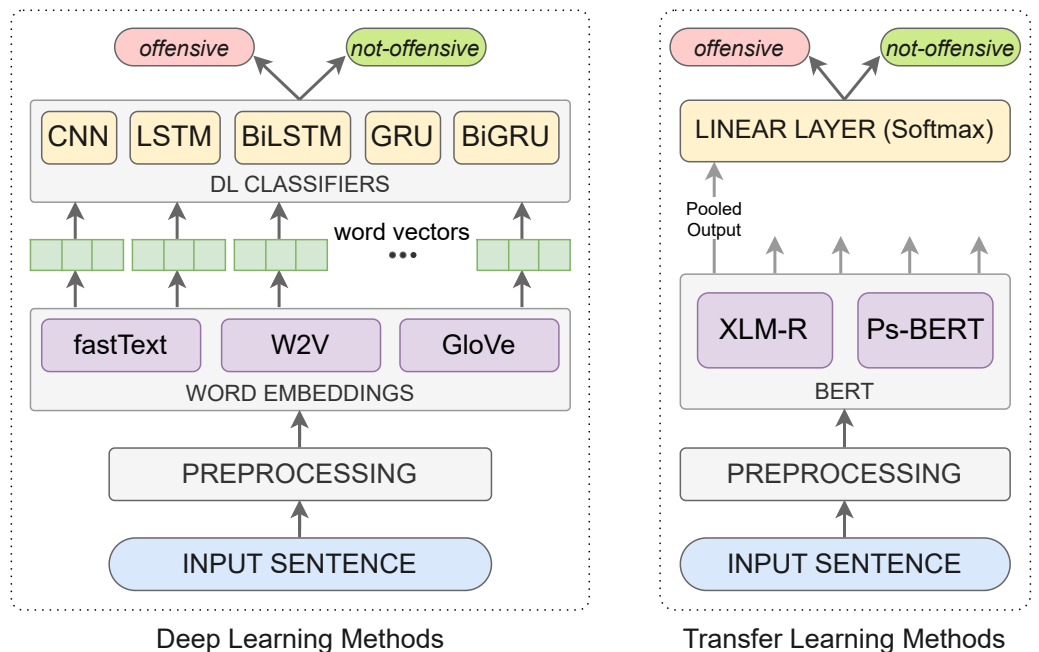 offensive
not-offensive
CNN
LSTM
BiLSTM
GRU
BiGRU
DL CLASSIFIERS
word vectors
•••
fastText
W2V
GloVe
WORD EMBEDDINGS
PREPROCESSING
INPUT SENTENCE
Deep Learning Methods
offensive
not-offensive
LINEAR LAYER (Softmax)
Pooled
Output
XLM-R
Ps-BERT
BERT
PREPROCESSING
INPUT SENTENCE
Transfer Learning Methods